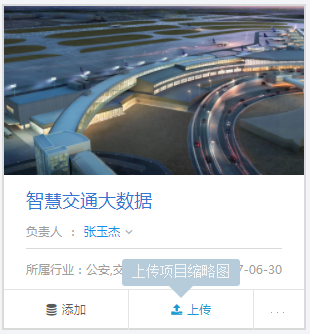 智慧交通大数据
负责人 ： 张玉杰
所属行业：公安,交
上传项目缩略图
7-06-30
添加
上传
...